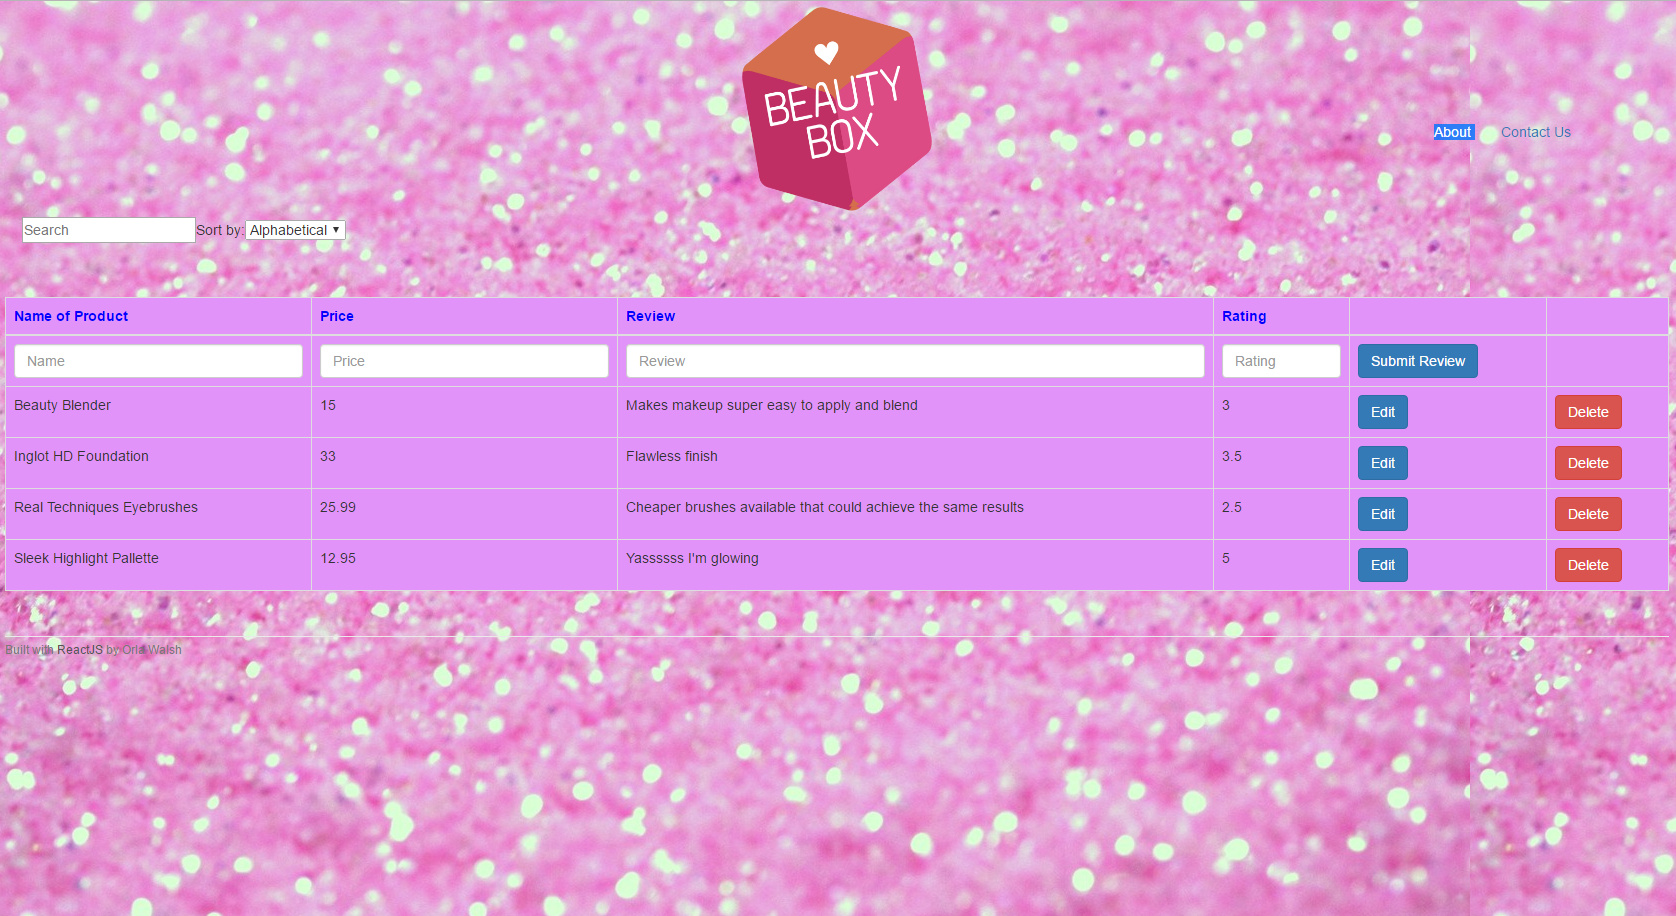 BEAUTY
BOX
About Contact Us
Search Sort by: Alphabetical
Name of Product Price Review Rating
Name Price Review Rating Submit Review
Beauty Blender 15 Makes makeup super easy to apply and blend 3 Edit Delete
Inglot HD Foundation 33 Flawless finish 3.5 Edit Delete
Real Techniques Eyebrushes 25.99 Cheaper brushes available that could achieve the same results 2.5 Edit Delete
Sleek Highlight Pallette 12.95 Yassssss I'm glowing 5 Edit Delete
Built with ReactJS by Orla Walsh